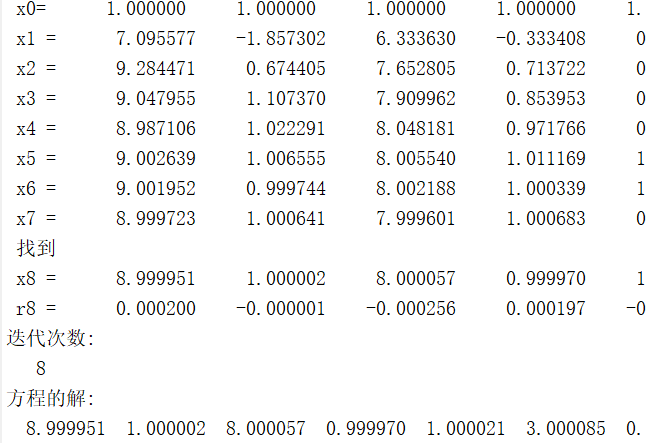 x0= 1.000000 1.000000 1.000000 1.000000 1.
x1 = 7.095577 -1.857302 6.333630 -0.333408 0
x2 = 9.284471 0.674405 7.652805 0.713722 0
x3 = 9.047955 1.107370 7.909962 0.853953 0
x4 = 8.987106 1.022291 8.048181 0.971766 0
x5 = 9.002639 1.006555 8.005540 1.011169 1
x6 = 9.001952 0.999744 8.002188 1.000339 1
x7 = 8.999723 1.000641 7.999601 1.000683 0
找到
x8 = 8.999951 1.000002 8.000057 0.999970 1
r8 = 0.000200 -0.000001 -0.000256 0.000197 -0
迭代次数:
8
方程的解:
8.999951 1.000002 8.000057 0.999970 1.000021 3.000085 0.